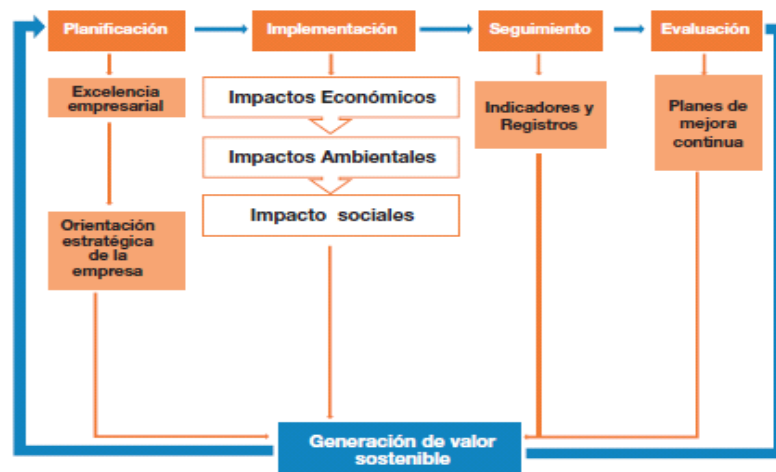 Planificación
Implementación
Seguimiento
Evaluación
Excelencia
empresarial
Impactos Económicos
Indicadores y
Registros
Planes de
mejora
continua
Impactos Ambientales
Orientación
estratégica
de la
empresa
Impacto sociales
Generación de valor
sostenible